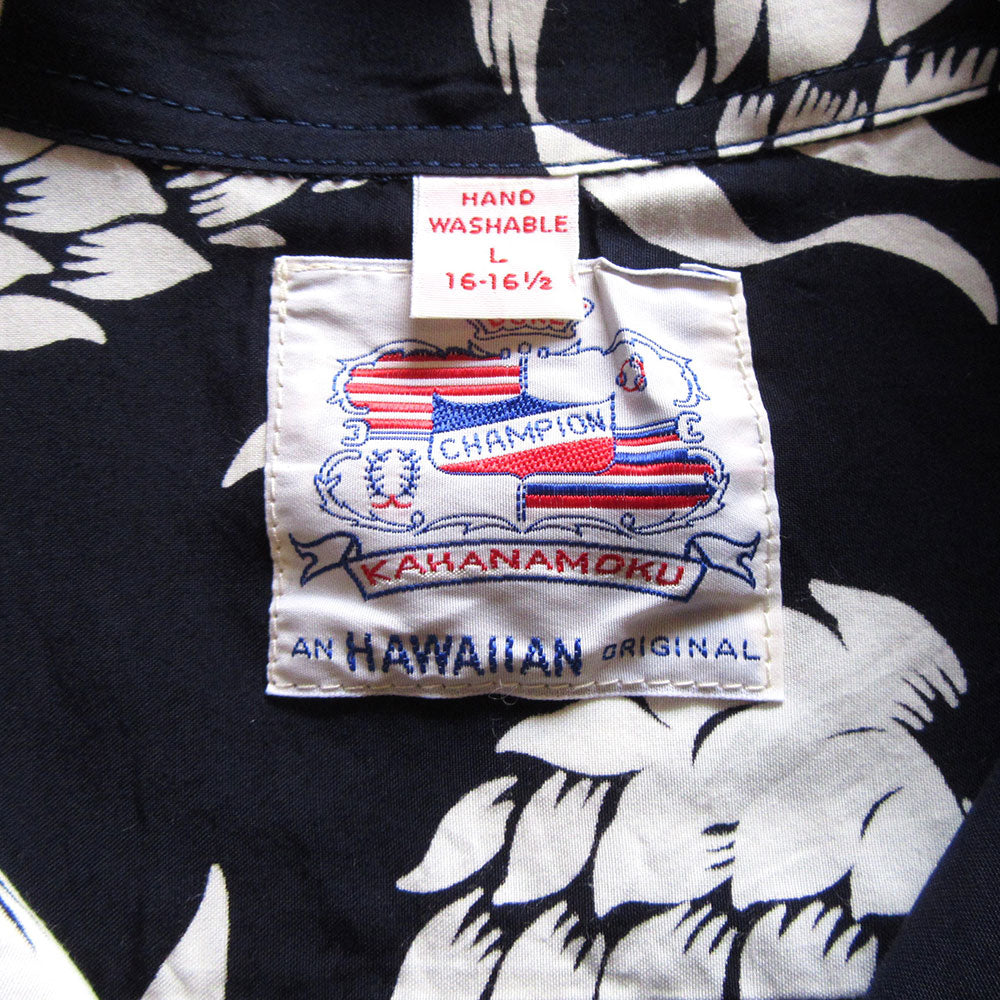 HAND
WASHABLE
L
16-16½
CHAMPION
KAHANAMOKU
AN HAWAIIAN ORIGINAL